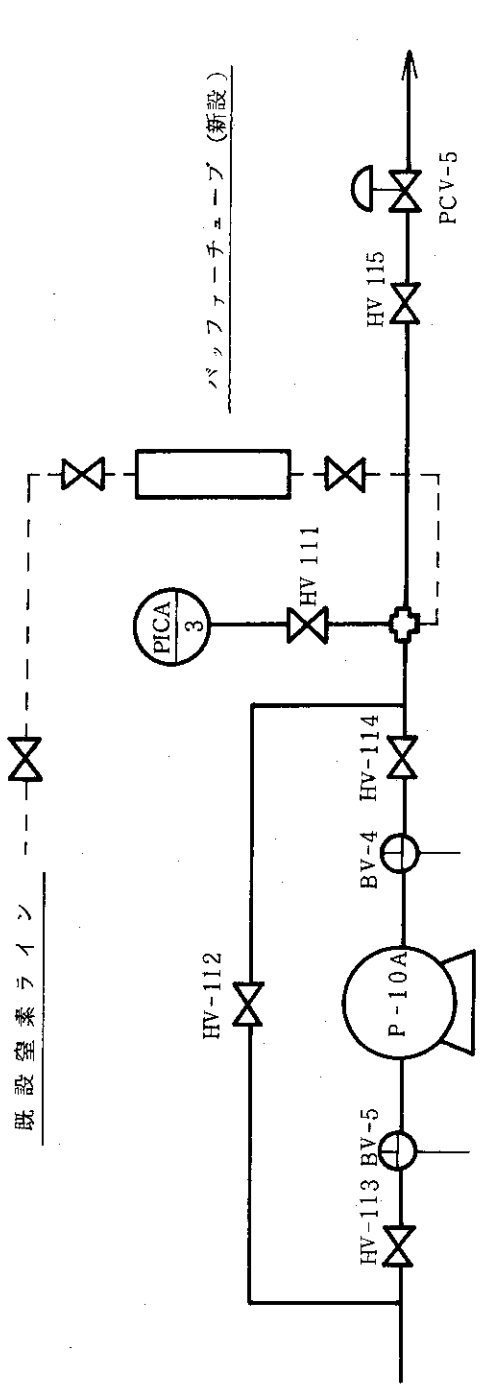 既設窒素ライン
バッファーチューブ (新設)
PICA
3
HV 111
HV 115
PCV-5
HV-112
HV-113
BV-5
P-10A
BV-4
HV-114